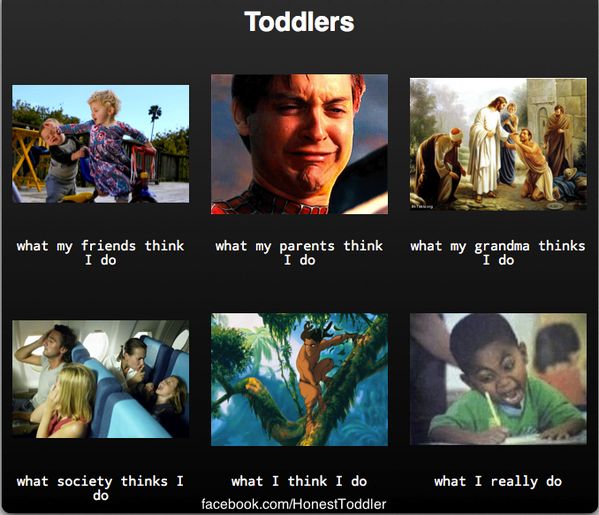 Toddlers
what my friends think
I do
what my parents think
I do
what my grandma thinks
I do
what society thinks I
do
what I think I do
what I really do
facebook.com/HonestToddler